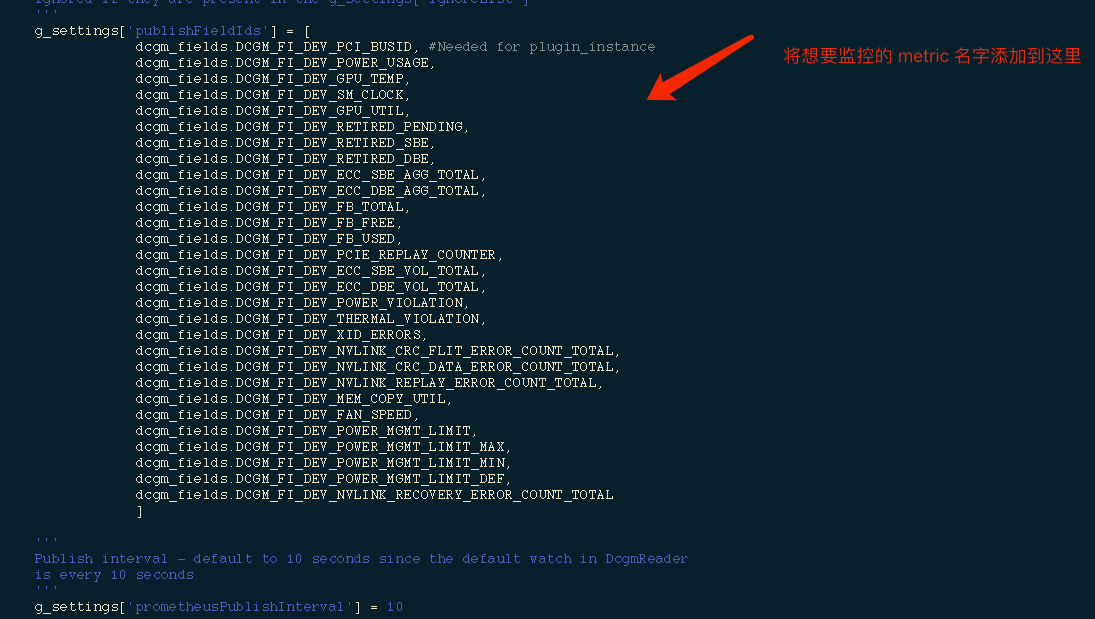 ignored if they are present in the g_settings['ignoreList']
'''
g_settings['publishFieldIds'] = [
dcgm_fields.DCGM_FI_DEV_PCI_BUSID, #Needed for plugin_instance
将想要监控的 metric 名字添加到这里
dcgm_fields.DCGM_FI_DEV_POWER_USAGE,
dcgm_fields.DCGM_FI_DEV_GPU_TEMP,
dcgm_fields.DCGM_FI_DEV_SM_CLOCK,
dcgm_fields.DCGM_FI_DEV_GPU_UTIL,
dcgm_fields.DCGM_FI_DEV_RETIRED_PENDING,
dcgm_fields.DCGM_FI_DEV_RETIRED_SBE,
dcgm_fields.DCGM_FI_DEV_RETIRED_DBE,
dcgm_fields.DCGM_FI_DEV_ECC_SBE_AGG_TOTAL,
dcgm_fields.DCGM_FI_DEV_ECC_DBE_AGG_TOTAL,
dcgm_fields.DCGM_FI_DEV_FB_TOTAL,
dcgm_fields.DCGM_FI_DEV_FB_FREE,
dcgm_fields.DCGM_FI_DEV_FB_USED,
dcgm_fields.DCGM_FI_DEV_PCIE_REPLAY_COUNTER,
dcgm_fields.DCGM_FI_DEV_ECC_SBE_VOL_TOTAL,
dcgm_fields.DCGM_FI_DEV_ECC_DBE_VOL_TOTAL,
dcgm_fields.DCGM_FI_DEV_POWER_VIOLATION,
dcgm_fields.DCGM_FI_DEV_THERMAL_VIOLATION,
dcgm_fields.DCGM_FI_DEV_XID_ERRORS,
dcgm_fields.DCGM_FI_DEV_NVLINK_CRC_FLIT_ERROR_COUNT_TOTAL,
dcgm_fields.DCGM_FI_DEV_NVLINK_CRC_DATA_ERROR_COUNT_TOTAL,
dcgm_fields.DCGM_FI_DEV_NVLINK_REPLAY_ERROR_COUNT_TOTAL,
dcgm_fields.DCGM_FI_DEV_MEM_COPY_UTIL,
dcgm_fields.DCGM_FI_DEV_FAN_SPEED,
dcgm_fields.DCGM_FI_DEV_POWER_MGMT_LIMIT,
dcgm_fields.DCGM_FI_DEV_POWER_MGMT_LIMIT_MAX,
dcgm_fields.DCGM_FI_DEV_POWER_MGMT_LIMIT_MIN,
dcgm_fields.DCGM_FI_DEV_POWER_MGMT_LIMIT_DEF,
dcgm_fields.DCGM_FI_DEV_NVLINK_RECOVERY_ERROR_COUNT_TOTAL
]
'''
Publish interval - default to 10 seconds since the default watch in DcgmReader
is every 10 seconds
'''
g_settings['prometheusPublishInterval'] = 10